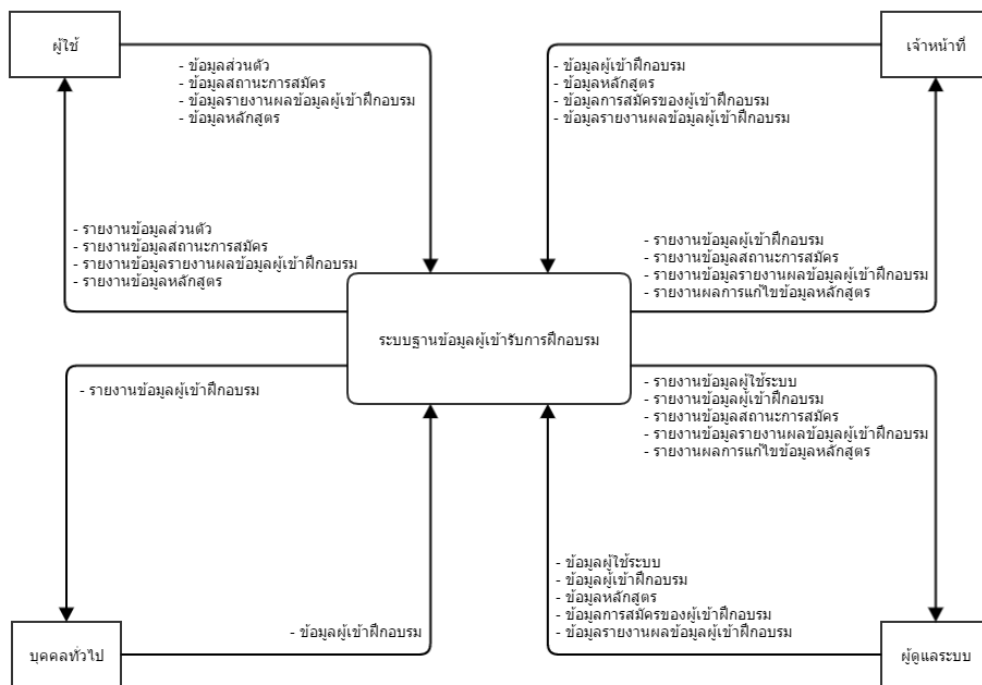 ผู้ใช้
เจ้าหน้าที่
- ข้อมูลส่วนตัว
- ข้อมูลสถานะการสมัคร
- ข้อมูลรายงานผลข้อมูลผู้เข้าฝึกอบรม
- ข้อมูลหลักสูตร
- ข้อมูลผู้เข้าฝึกอบรม
- ข้อมูลหลักสูตร
- ข้อมูลการสมัครของผู้เข้าฝึกอบรม
- ข้อมูลรายงานผลข้อมูลผู้เข้าฝึกอบรม
- รายงานข้อมูลส่วนตัว
- รายงานข้อมูลสถานะการสมัคร
- รายงานข้อมูลรายงานผลข้อมูลผู้เข้าฝึกอบรม
- รายงานข้อมูลหลักสูตร
- รายงานข้อมูลผู้เข้าฝึกอบรม
- รายงานข้อมูลสถานะการสมัคร
- รายงานข้อมูลรายงานผลข้อมูลผู้เข้าฝึกอบรม
- รายงานผลการแก้ไขข้อมูลหลักสูตร
ระบบฐานข้อมูลผู้เข้ารับการฝึกอบรม
- รายงานข้อมูลผู้เข้าฝึกอบรม
- รายงานข้อมูลผู้ใช้ระบบ
- รายงานข้อมูลผู้เข้าฝึกอบรม
- รายงานข้อมูลสถานะการสมัคร
- รายงานข้อมูลรายงานผลข้อมูลผู้เข้าฝึกอบรม
- รายงานผลการแก้ไขข้อมูลหลักสูตร
- ข้อมูลผู้เข้าฝึกอบรม
- ข้อมูลผู้ใช้ระบบ
- ข้อมูลผู้เข้าฝึกอบรม
- ข้อมูลหลักสูตร
- ข้อมูลการสมัครของผู้เข้าฝึกอบรม
- ข้อมูลรายงานผลข้อมูลผู้เข้าฝึกอบรม
บุคคลทั่วไป
ผู้ดูแลระบบ